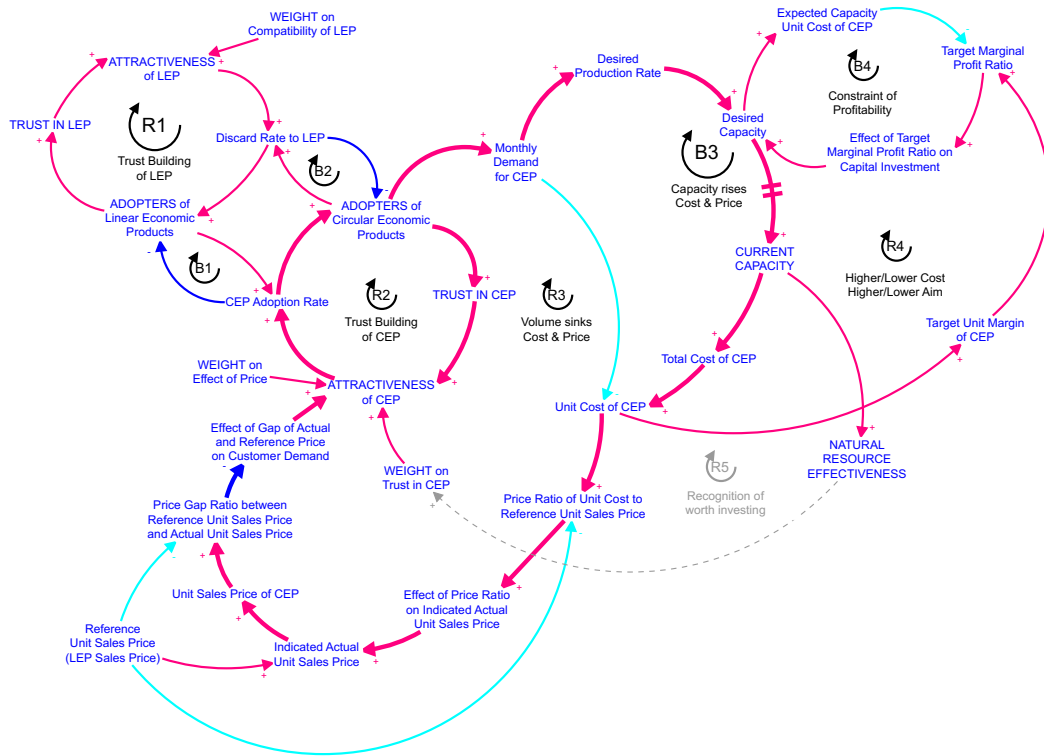 WEIGHT on
Compatibility of LEP
Expected Capacity
Unit Cost of CEP
Target Marginal
Profit Ratio
ATTRACTIVENESS
of LEP
Desired
Production Rate
B4
Constraint of
Profitability
TRUST IN LEP
R1
Trust Building
of LEP
Discard Rate to LEP
Desired
Capacity
Monthly
Demand
for CEP
B3
Capacity rises
Cost & Price
Effect of Target
Marginal Profit Ratio on
Capital Investment
B2
ADOPTERS of
Linear Economic
Products
ADOPTERS of
Circular Economic
Products
CURRENT
CAPACITY
R4
Higher/Lower Cost
Higher/Lower Aim
B1
CEP Adoption Rate
R2
Trust Building
of CEP
TRUST IN CEP
R3
Volume sinks
Cost & Price
Target Unit Margin
of CEP
Total Cost of CEP
WEIGHT on
Effect of Price
ATTRACTIVENESS
of CEP
Unit Cost of CEP
Effect of Gap of Actual
and Reference Price
on Customer Demand
WEIGHT on
Trust in CEP
R5
Recognition of
worth investing
NATURAL
RESOURCE
EFFECTIVENESS
Price Gap Ratio between
Reference Unit Sales Price
and Actual Unit Sales Price
Price Ratio of Unit Cost to
Reference Unit Sales Price
Unit Sales Price of CEP
Effect of Price Ratio
on Indicated Actual
Unit Sales Price
Reference
Unit Sales Price
(LEP Sales Price)
Indicated Actual
Unit Sales Price